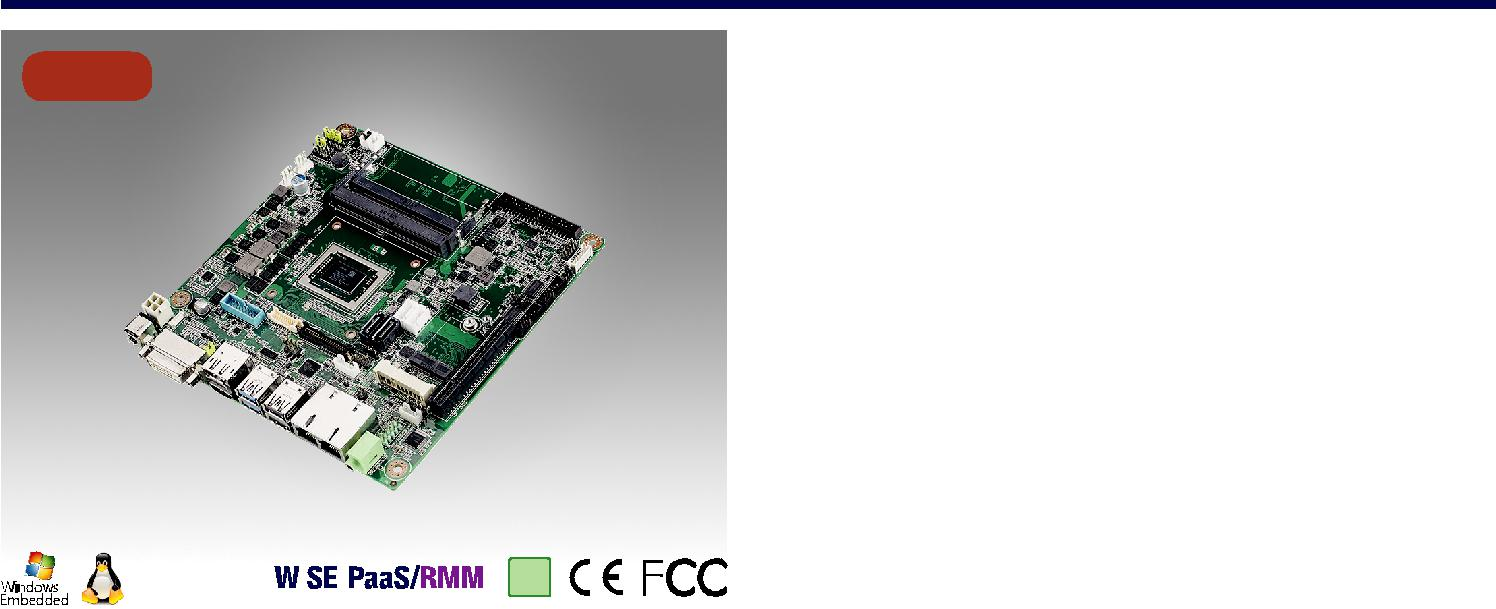 Windows
Embedded
W SE PaaS/RMM
CE FCC